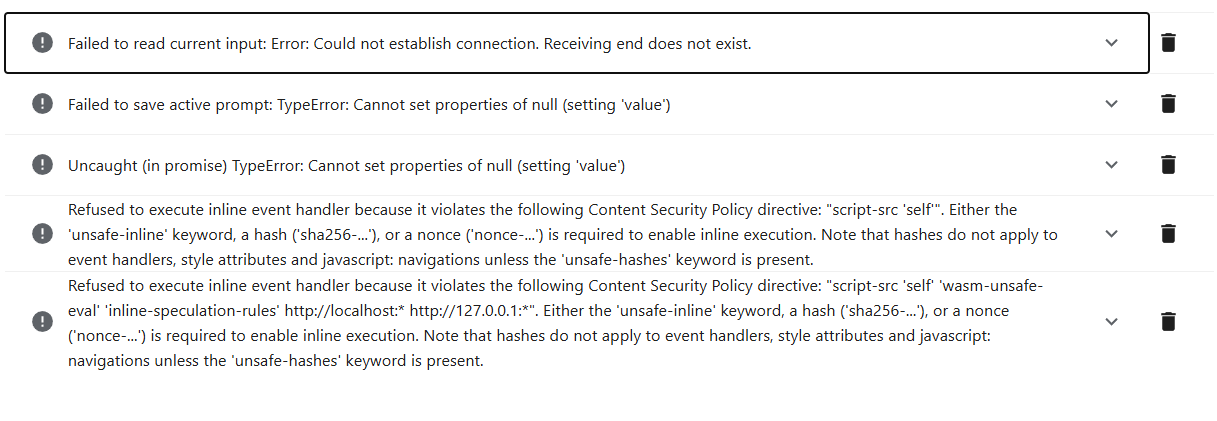 Failed to read current input: Error: Could not establish connection. Receiving end does not exist.
Failed to save active prompt: TypeError: Cannot set properties of null (setting 'value')
Uncaught (in promise) TypeError: Cannot set properties of null (setting 'value')
Refused to execute inline event handler because it violates the following Content Security Policy directive: "script-src 'self'". Either the
'unsafe-inline' keyword, a hash ('sha256-...'), or a nonce ('nonce-...') is required to enable inline execution. Note that hashes do not apply to
event handlers, style attributes and javascript: navigations unless the 'unsafe-hashes' keyword is present.
Refused to execute inline event handler because it violates the following Content Security Policy directive: "script-src 'self' 'wasm-unsafe-
eval' 'inline-speculation-rules' http://localhost:* http://127.0.0.1:*". Either the 'unsafe-inline' keyword, a hash ('sha256-...'), or a nonce
('nonce-...') is required to enable inline execution. Note that hashes do not apply to event handlers, style attributes and javascript:
navigations unless the 'unsafe-hashes' keyword is present.